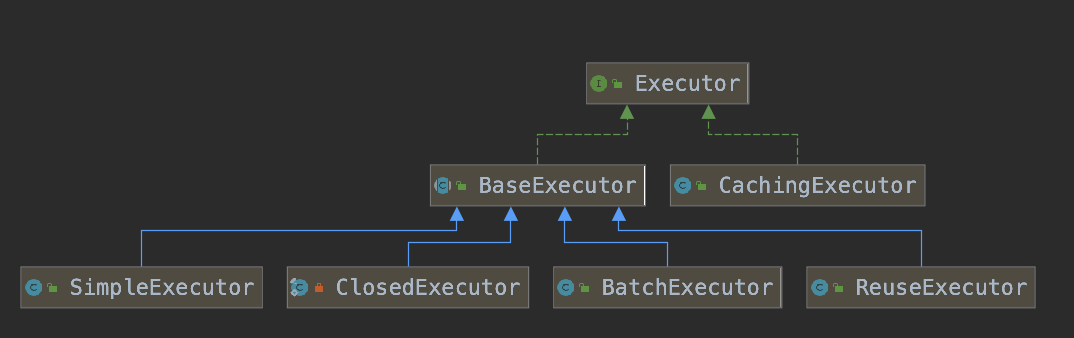 Executor
BaseExecutor
CachingExecutor
SimpleExecutor
ClosedExecutor
BatchExecutor
ReuseExecutor